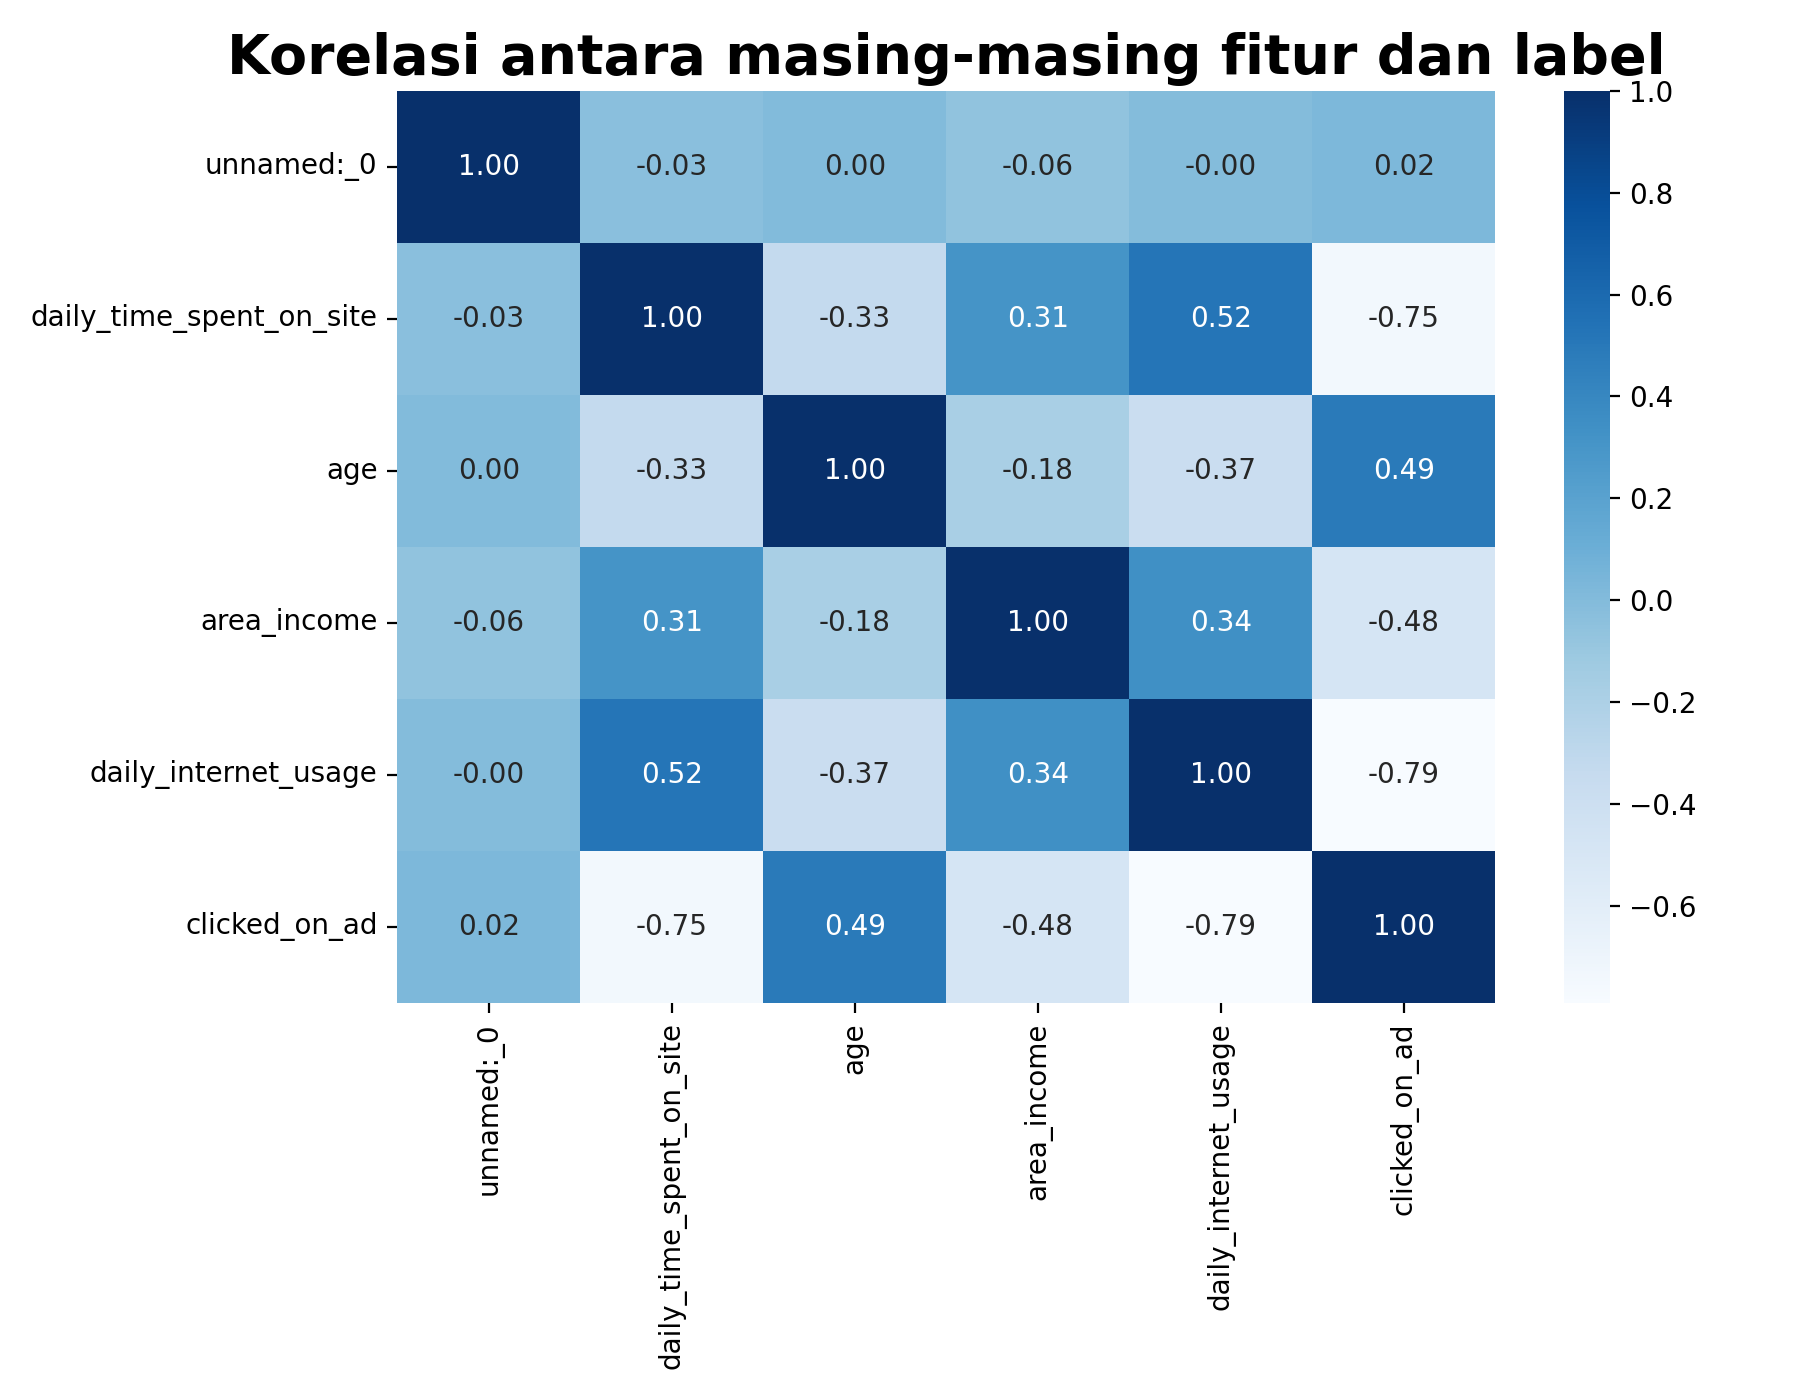 Korelasi antara masing-masing fitur dan label
unnamed:_0 1.00 -0.03 0.00 -0.06 -0.00 0.02
daily_time_spent_on_site -0.03 1.00 -0.33 0.31 0.52 -0.75
age 0.00 -0.33 1.00 -0.18 -0.37 0.49
area_income -0.06 0.31 -0.18 1.00 0.34 -0.48
daily_internet_usage -0.00 0.52 -0.37 0.34 1.00 -0.79
clicked_on_ad 0.02 -0.75 0.49 -0.48 -0.79 1.00
unnamed:_0
daily_time_spent_on_site
age
area_income
daily_internet_usage
clicked_on_ad
1.0
0.8
0.6
0.4
0.2
0.0
−0.2
−0.4
−0.6